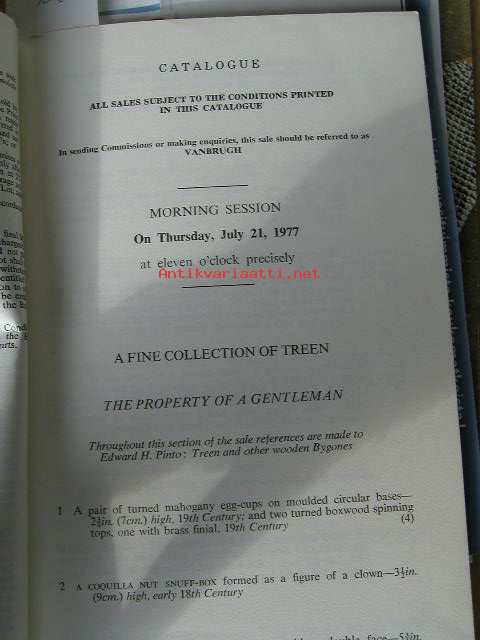 CATALOGUE
ALL SALES SUBJECT TO THE CONDITIONS PRINTED
IN THIS CATALOGUE
In sending Commissions or making enquiries, this sale should be referred to as
VANBRUGH
MORNING SESSION
On Thursday, July 21, 1977
at eleven o'clock precisely
Antikvariaatti.net
A FINE COLLECTION OF TREEN
THE PROPERTY OF A GENTLEMAN
Throughout this section of the sale references are made to
Edward H. Pinto: Treen and other wooden Bygones
1 A pair of turned mahogany egg-cups on moulded circular bases—
2¾in. (7cm.) high, 19th Century; and two turned boxwood spinning
tops, one with brass finial, 19th Century (4)
2 A COQUILLA NUT SNUFF-BOX formed as a figure of a clown—3½in.
(9cm.) high, early 18th Century